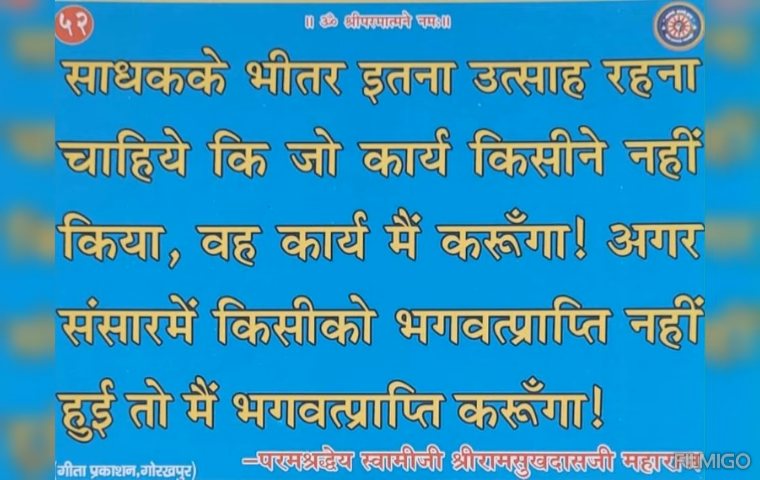 ५२
॥ ॐ श्रीपरमात्मने नमः॥
साधकके भीतर इतना उत्साह रहना
चाहिये कि जो कार्य किसीने नहीं
किया, वह कार्य मैं करूँगा! अगर
संसारमें किसीको भगवत्प्राप्ति नहीं
हुई तो मैं भगवत्प्राप्ति करूँगा!
–परमश्रद्धेय स्वामीजी श्रीरामसुखदासजी महाराज
(गीता प्रकाशन,गोरखपुर)
FILMIGO